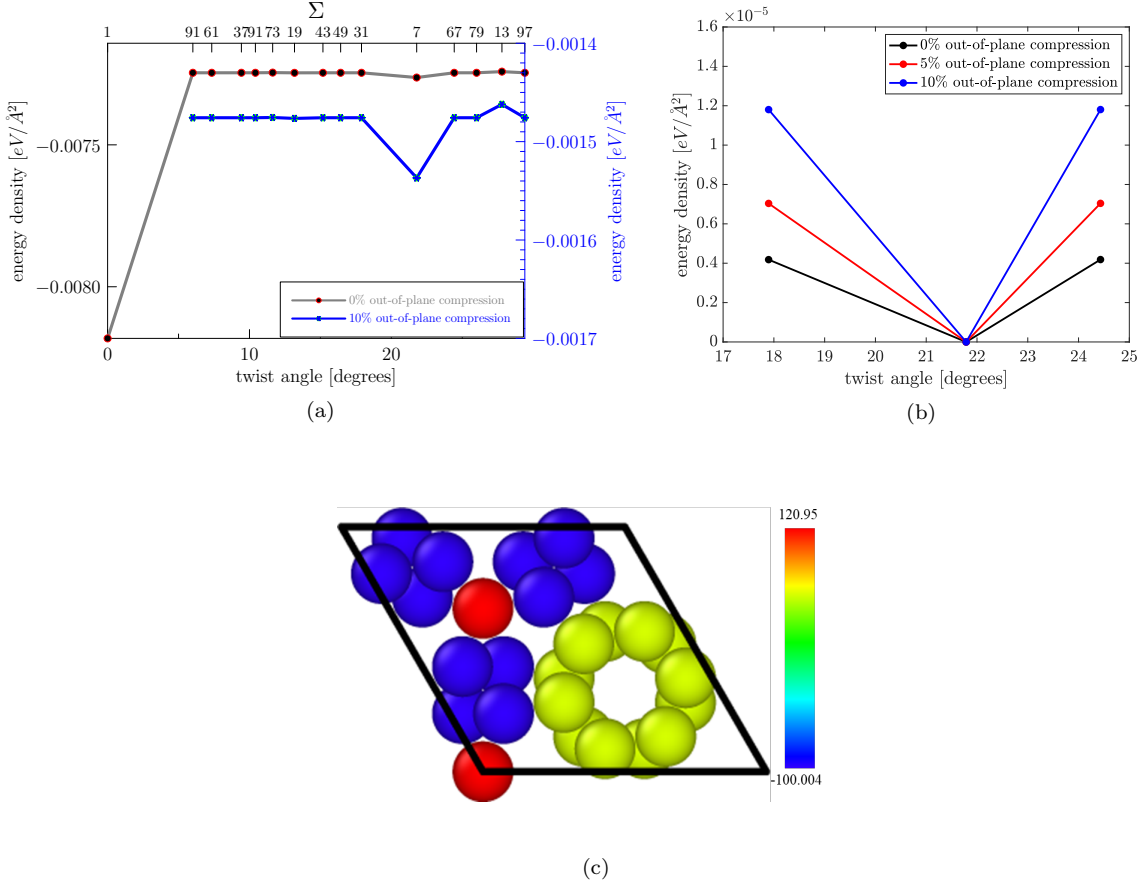 Σ
1 91 61 37 91 73 19 43 49 31 7 67 79 13 97
−0.0014
−0.0075
−0.0015
−0.0016
−0.0080
−0.0017
energy density [eV/Å²]
energy density [eV/Å²]
0% out-of-plane compression
10% out-of-plane compression
0 10 20
twist angle [degrees]
(a)
×10⁻⁵
1.6
1.4
1.2
1
0.8
0.6
0.4
0.2
0
energy density [eV/Å²]
0% out-of-plane compression
5% out-of-plane compression
10% out-of-plane compression
17 18 19 20 21 22 23 24 25
twist angle [degrees]
(b)
120.95
-100.004
(c)